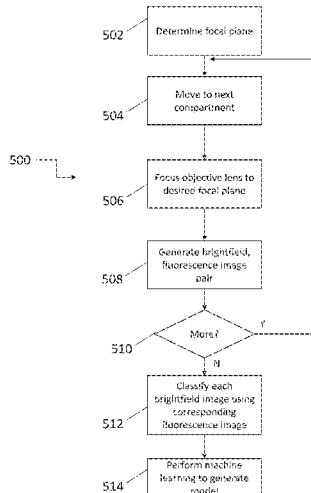 502
Determine focal plane
504
Move to next
compartment
500
506
Focus objective lens to
desired focal plane
508
Generate brightfield,
fluorescence image
pair
510
More?
Y
N
512
Classify each
brightfield image using
corresponding
fluorescence image
514
Perform machine
learning to generate
model